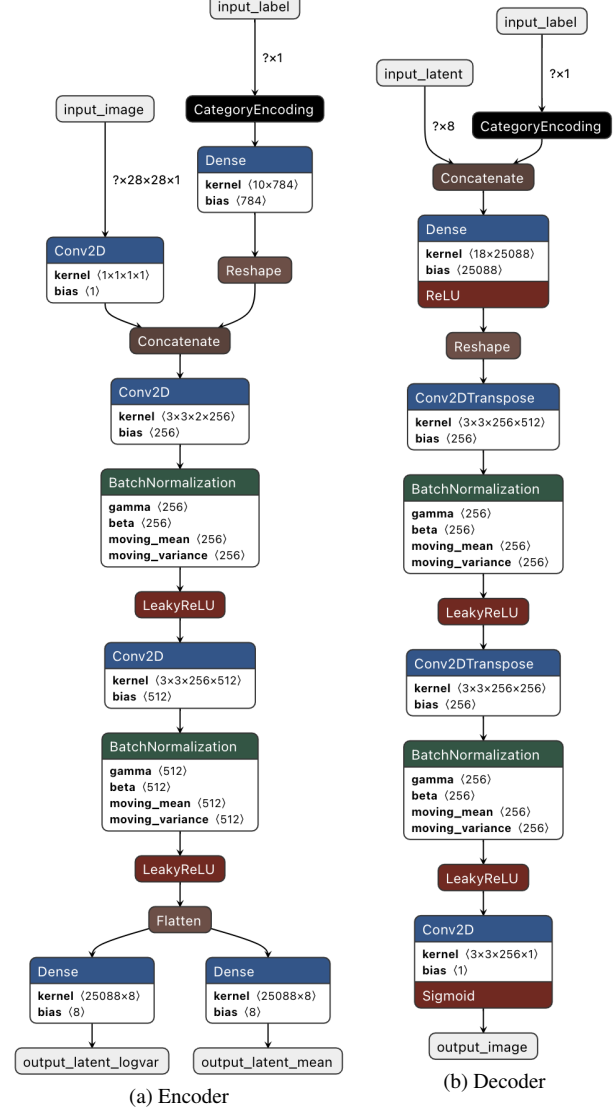 input_label
?×1
input_image
CategoryEncoding
?×28×28×1
Dense
kernel ⟨10×784⟩
bias ⟨784⟩
Conv2D
kernel ⟨1×1×1×1⟩
bias ⟨1⟩
Reshape
Concatenate
Conv2D
kernel ⟨3×3×2×256⟩
bias ⟨256⟩
BatchNormalization
gamma ⟨256⟩
beta ⟨256⟩
moving_mean ⟨256⟩
moving_variance ⟨256⟩
LeakyReLU
Conv2D
kernel ⟨3×3×256×512⟩
bias ⟨512⟩
BatchNormalization
gamma ⟨512⟩
beta ⟨512⟩
moving_mean ⟨512⟩
moving_variance ⟨512⟩
LeakyReLU
Flatten
Dense
kernel ⟨25088×8⟩
bias ⟨8⟩
Dense
kernel ⟨25088×8⟩
bias ⟨8⟩
output_latent_logvar
output_latent_mean
(a) Encoder
input_label
?×1
input_latent
?×8
CategoryEncoding
Concatenate
Dense
kernel ⟨18×25088⟩
bias ⟨25088⟩
ReLU
Reshape
Conv2DTranspose
kernel ⟨3×3×256×512⟩
bias ⟨256⟩
BatchNormalization
gamma ⟨256⟩
beta ⟨256⟩
moving_mean ⟨256⟩
moving_variance ⟨256⟩
LeakyReLU
Conv2DTranspose
kernel ⟨3×3×256×256⟩
bias ⟨256⟩
BatchNormalization
gamma ⟨256⟩
beta ⟨256⟩
moving_mean ⟨256⟩
moving_variance ⟨256⟩
LeakyReLU
Conv2D
kernel ⟨3×3×256×1⟩
bias ⟨1⟩
Sigmoid
output_image
(b) Decoder